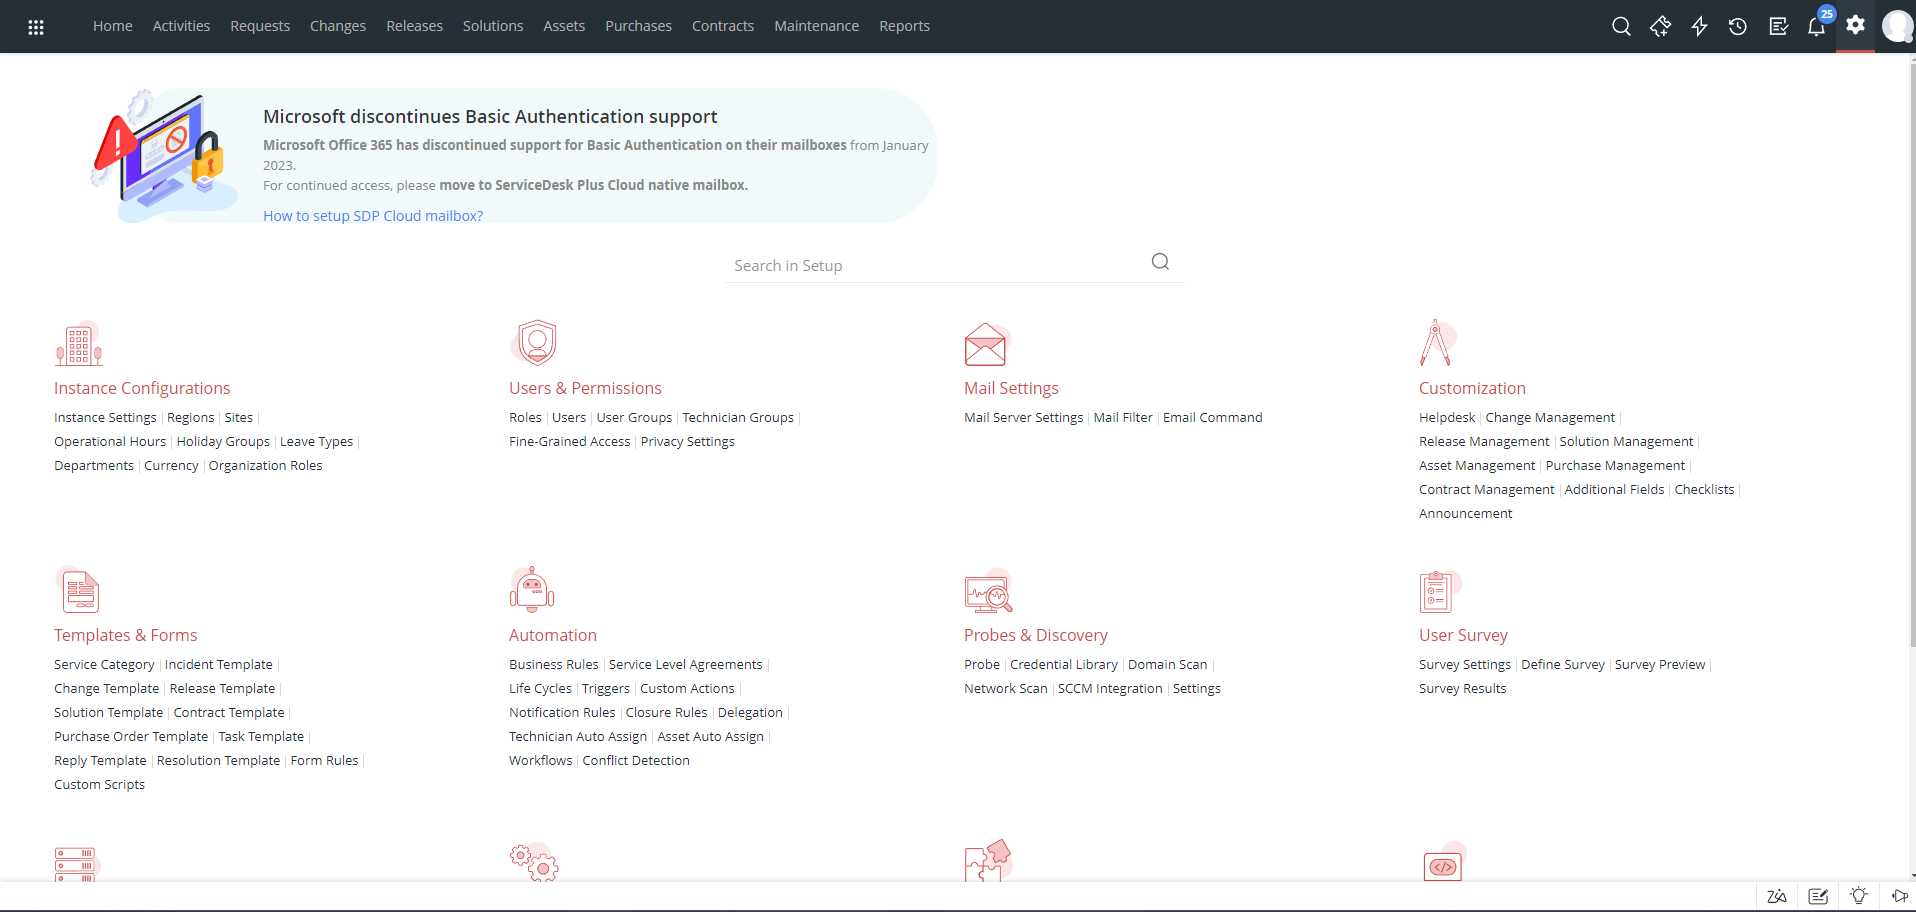 Home Activities Requests Changes Releases Solutions Assets Purchases Contracts Maintenance Reports
25
Microsoft discontinues Basic Authentication support
Microsoft Office 365 has discontinued support for Basic Authentication on their mailboxes from January
2023.
For continued access, please move to ServiceDesk Plus Cloud native mailbox.
How to setup SDP Cloud mailbox?
Search in Setup
Instance Configurations
Instance Settings | Regions | Sites |
Operational Hours | Holiday Groups | Leave Types |
Departments | Currency | Organization Roles
Users & Permissions
Roles | Users | User Groups | Technician Groups |
Fine-Grained Access | Privacy Settings
Mail Settings
Mail Server Settings | Mail Filter | Email Command
Customization
Helpdesk | Change Management |
Release Management | Solution Management |
Asset Management | Purchase Management |
Contract Management | Additional Fields | Checklists |
Announcement
Templates & Forms
Service Category | Incident Template |
Change Template | Release Template |
Solution Template | Contract Template |
Purchase Order Template | Task Template |
Reply Template | Resolution Template | Form Rules |
Custom Scripts
Automation
Business Rules | Service Level Agreements |
Life Cycles | Triggers | Custom Actions |
Notification Rules | Closure Rules | Delegation |
Technician Auto Assign | Asset Auto Assign |
Workflows | Conflict Detection
Probes & Discovery
Probe | Credential Library | Domain Scan |
Network Scan | SCCM Integration | Settings
User Survey
Survey Settings | Define Survey | Survey Preview |
Survey Results